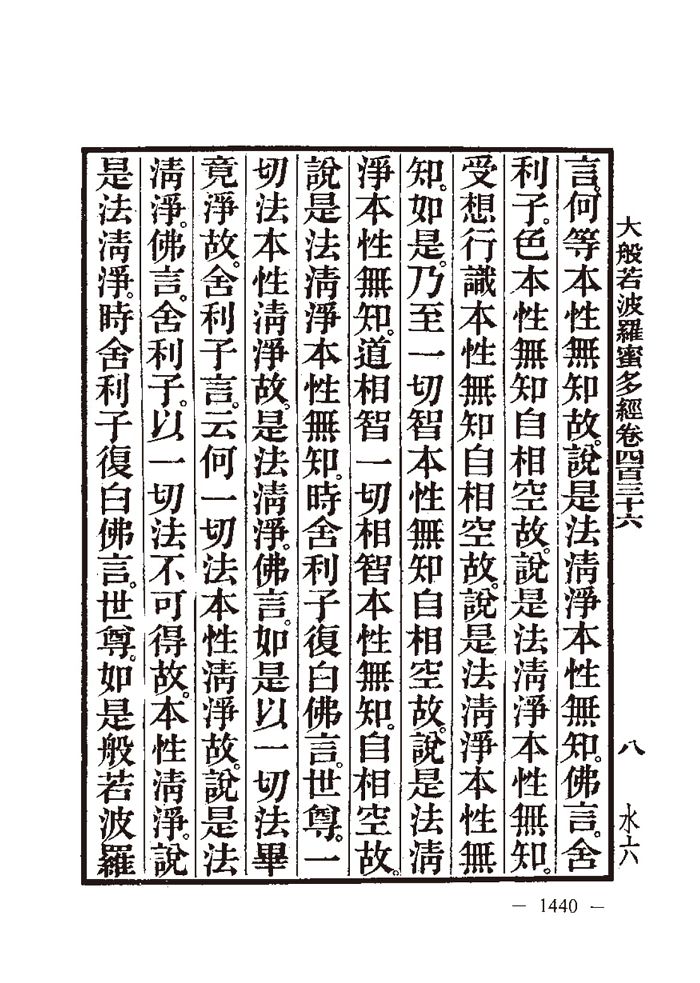 大般若波羅蜜多經卷四百三十六 八 水六
言。何等本性無知故。說是法清淨本性無知。佛言。舍
利子。色本性無知自相空故。說是法清淨本性無知。
受想行識本性無知自相空故。說是法清淨本性無
知。如是。乃至一切智本性無知自相空故。說是法清
淨本性無知。道相智一切相智本性無知。自相空故。
說是法清淨本性無知。時舍利子復白佛言。世尊。一
切法本性清淨故。是法清淨。佛言。如是以一切法畢
竟淨故。舍利子言。云何一切法本性清淨故。說是法
清淨。佛言。舍利子。以一切法不可得故。本性清淨。說
是法清淨。時舍利子復白佛言。世尊。如是般若波羅
— 1440 —